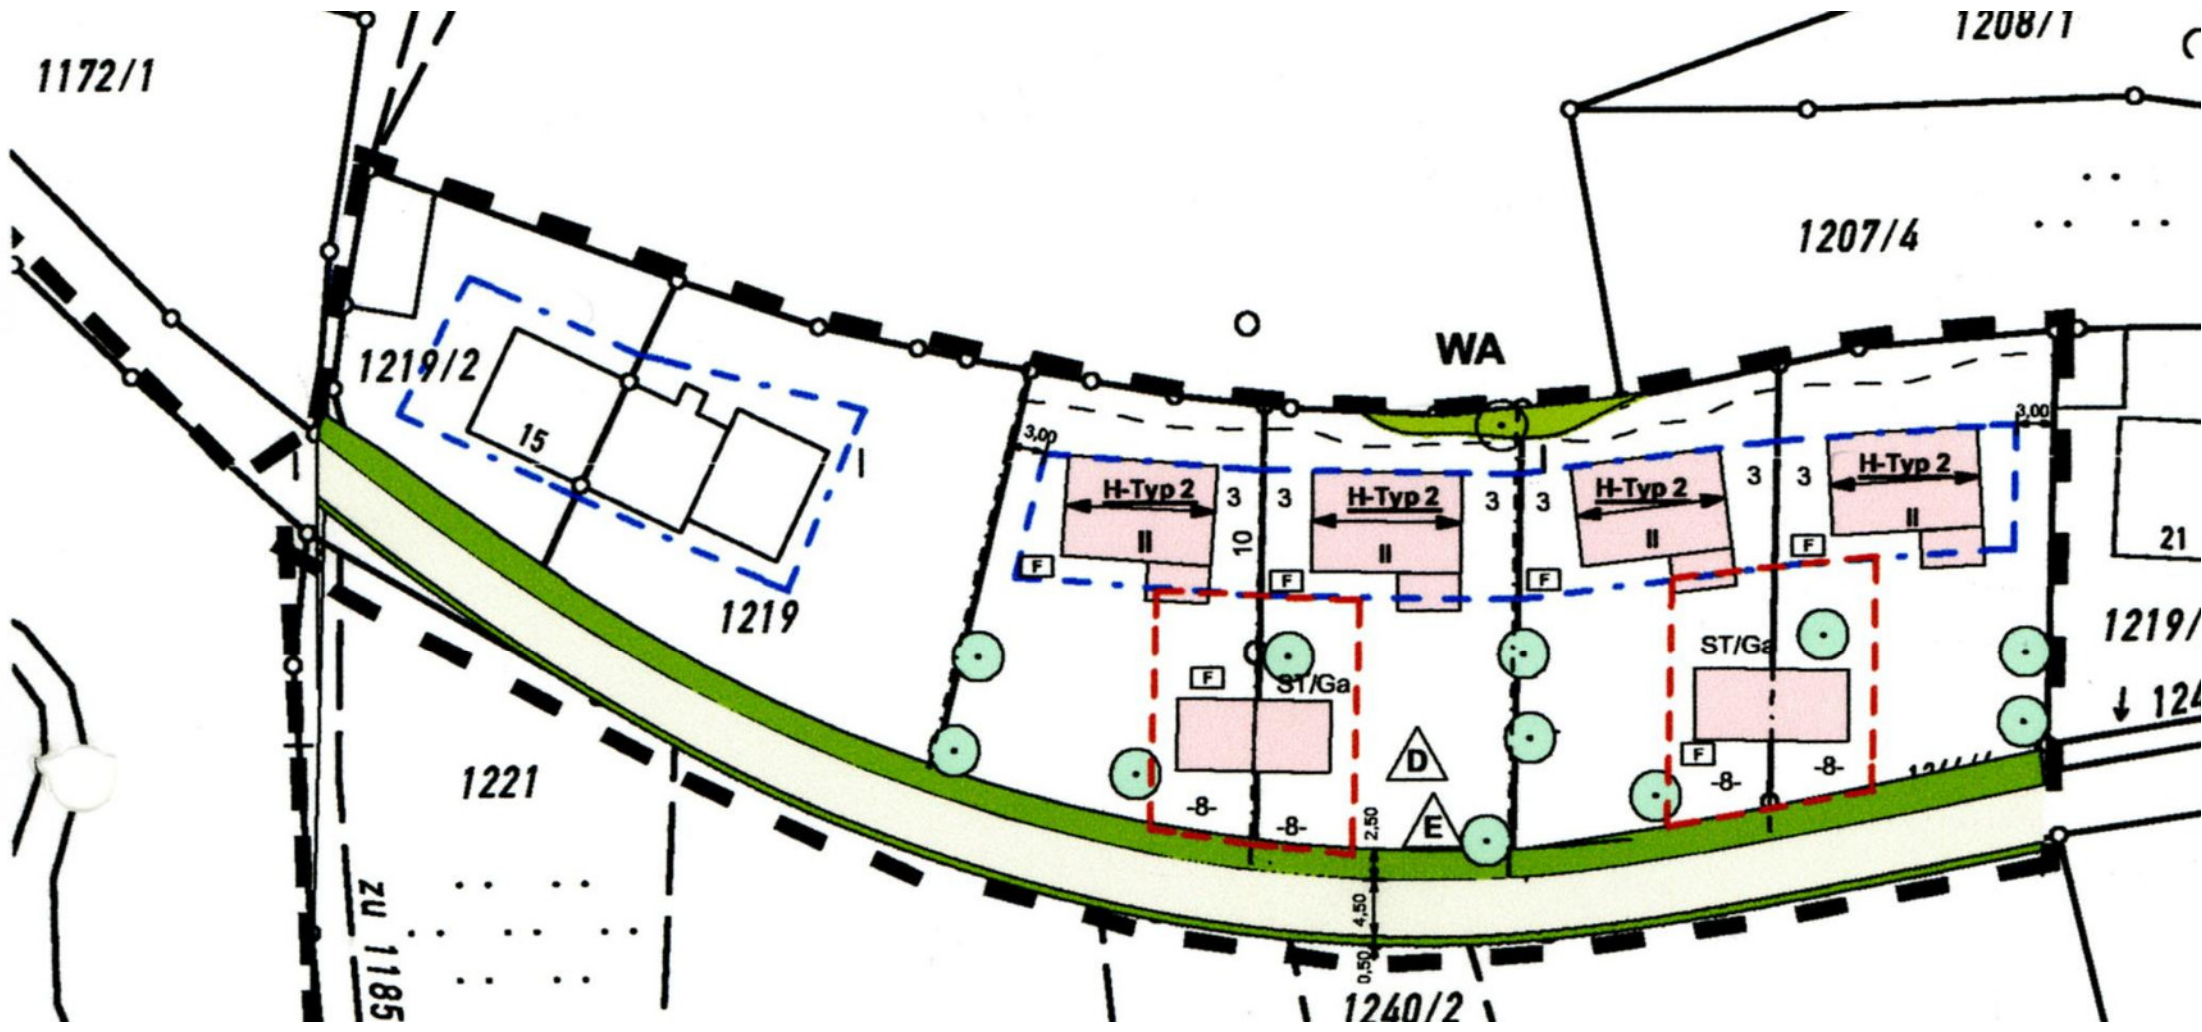 1208/1
1172/1
1207/4
WA
1219/2
15
3,00
3,00
H-Typ 2
H-Typ 2
H-Typ 2
H-Typ 2
3
3
3
3
3
3
II
II
II
II
10
21
F
F
F
F
1219
1219/
ST/Ga
ST/Ga
F
F
124
D
E
1221
-8-
-8-
-8-
-8-
2,50
4,50
0,50
zu 1185
1240/2